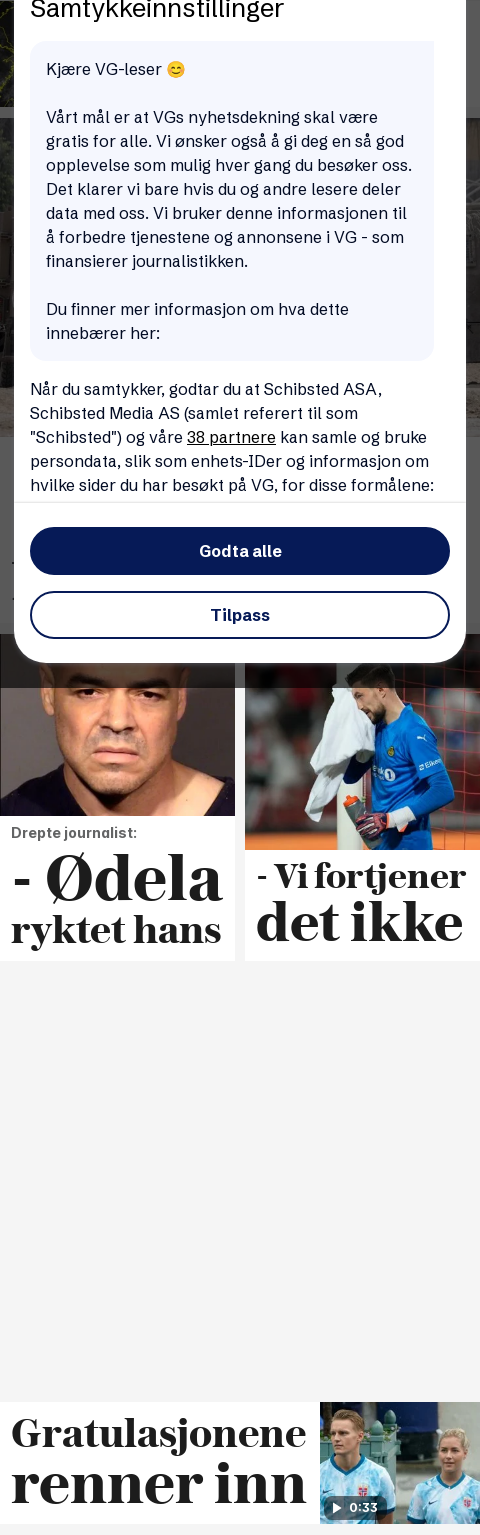 Samtykkeinnstillinger
Kjære VG-leser 😊
Vårt mål er at VGs nyhetsdekning skal være
gratis for alle. Vi ønsker også å gi deg en så god
opplevelse som mulig hver gang du besøker oss.
Det klarer vi bare hvis du og andre lesere deler
data med oss. Vi bruker denne informasjonen til
å forbedre tjenestene og annonsene i VG - som
finansierer journalistikken.
Du finner mer informasjon om hva dette
innebærer her:
Når du samtykker, godtar du at Schibsted ASA,
Schibsted Media AS (samlet referert til som
"Schibsted") og våre 38 partnere kan samle og bruke
persondata, slik som enhets-IDer og informasjon om
hvilke sider du har besøkt på VG, for disse formålene:
Godta alle
Tilpass
Drepte journalist:
- Ødela
ryktet hans
- Vi fortjener
det ikke
Gratulasjonene
renner inn
0:33